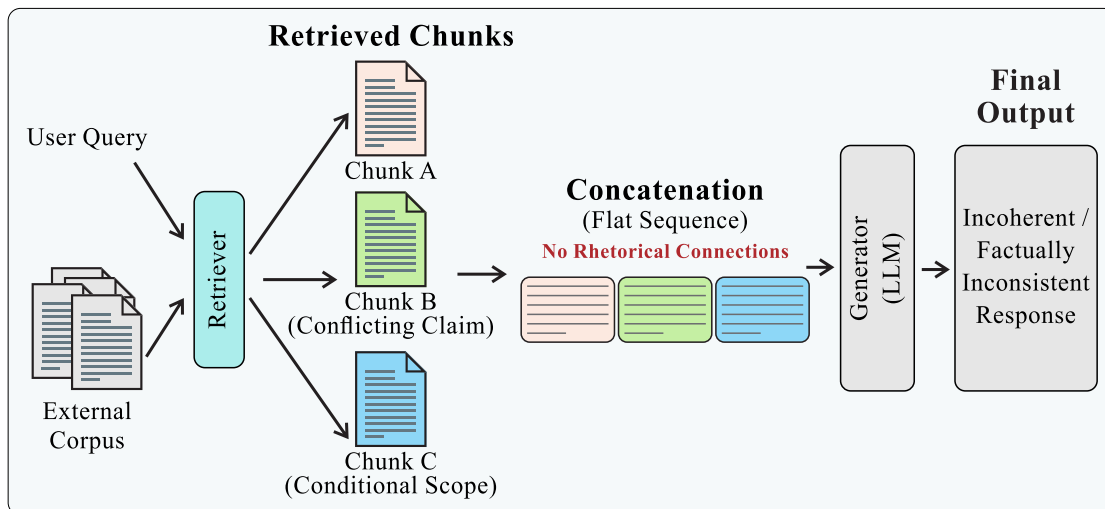 User Query
External
Corpus
Retriever
Retrieved Chunks
Chunk A
Chunk B
(Conflicting Claim)
Chunk C
(Conditional Scope)
Concatenation
(Flat Sequence)
No Rhetorical Connections
Generator
(LLM)
Final
Output
Incoherent /
Factually
Inconsistent
Response